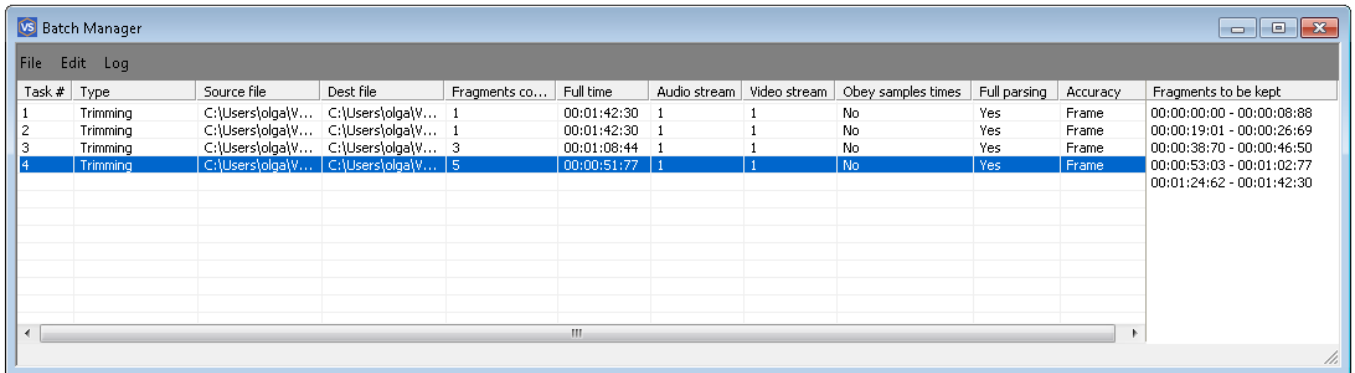 VS Batch Manager
File Edit Log
Task # Type Source file Dest file Fragments co... Full time Audio stream Video stream Obey samples times Full parsing Accuracy Fragments to be kept
1 Trimming C:\Users\olga\V... C:\Users\olga\V... 1 00:01:42:30 1 1 No Yes Frame 00:00:00:00 - 00:00:08:88
2 Trimming C:\Users\olga\V... C:\Users\olga\V... 1 00:01:42:30 1 1 No Yes Frame 00:00:19:01 - 00:00:26:69
3 Trimming C:\Users\olga\V... C:\Users\olga\V... 3 00:01:08:44 1 1 No Yes Frame 00:00:38:70 - 00:00:46:50
4 Trimming C:\Users\olga\V... C:\Users\olga\V... 5 00:00:51:77 1 1 No Yes Frame 00:00:53:03 - 00:01:02:77
00:01:24:62 - 00:01:42:30